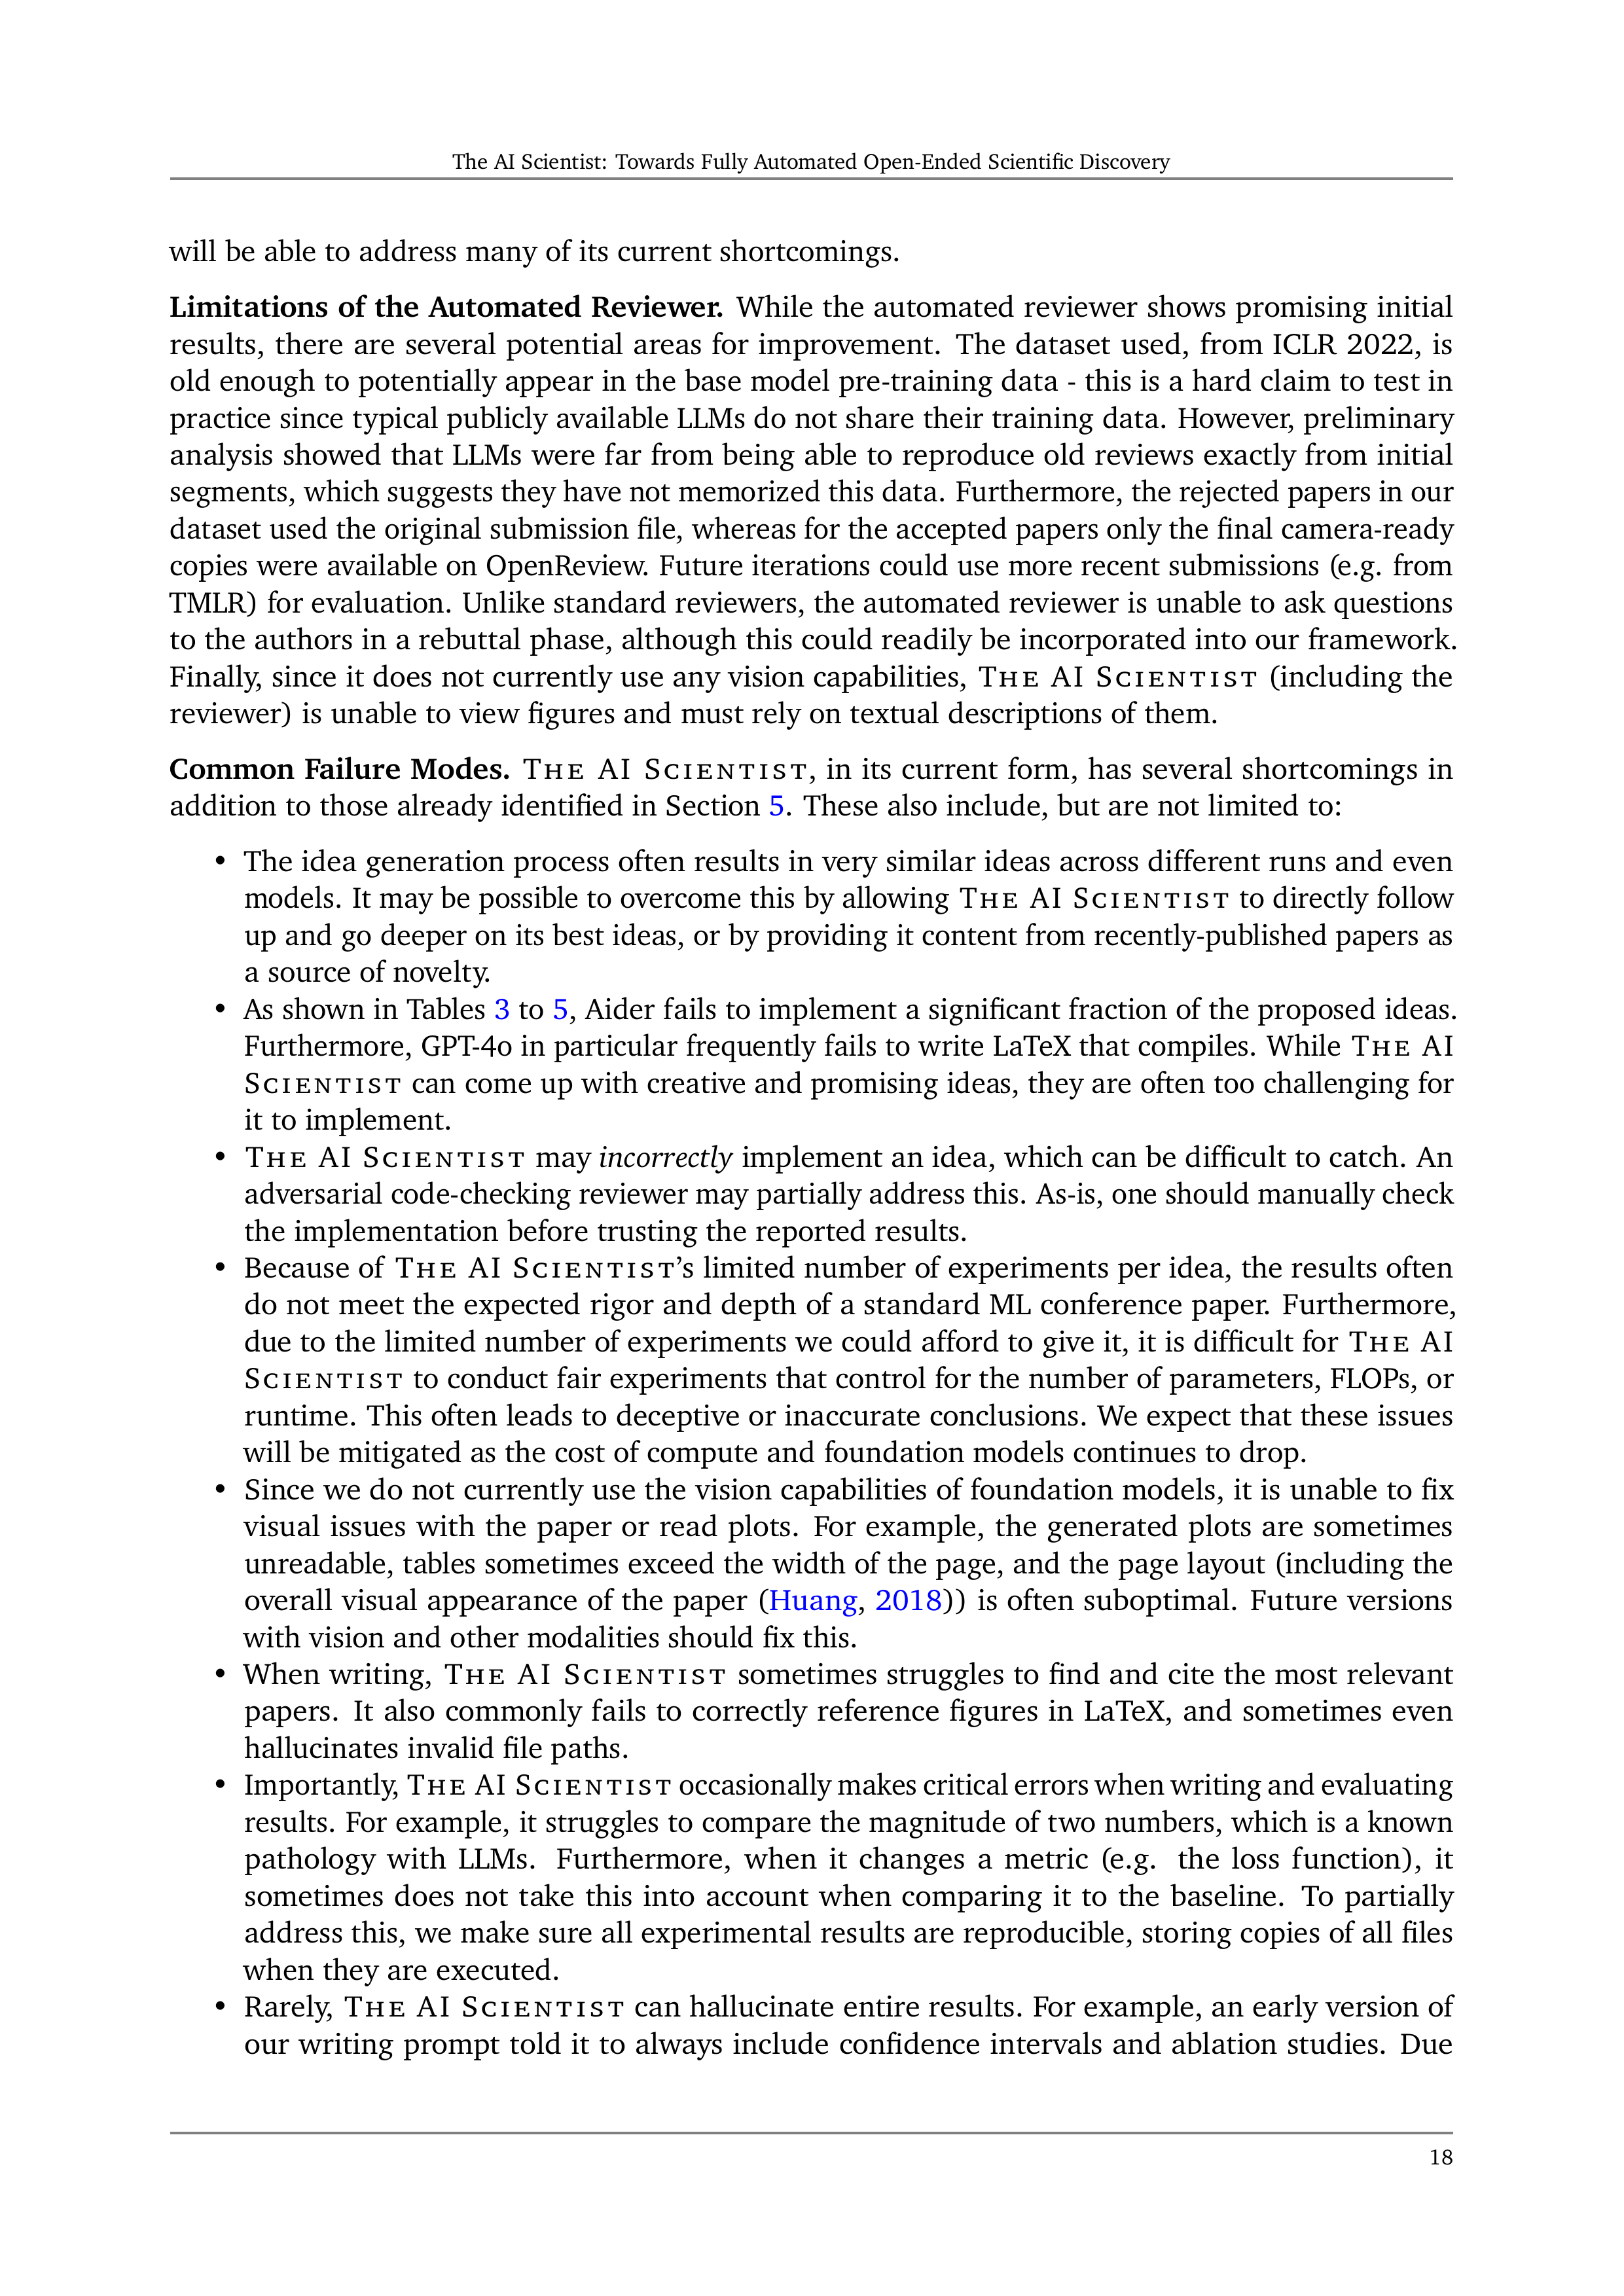 The AI Scientist: Towards Fully Automated Open-Ended Scientific Discovery
will be able to address many of its current shortcomings.
Limitations of the Automated Reviewer. While the automated reviewer shows promising initial
results, there are several potential areas for improvement. The dataset used, from ICLR 2022, is
old enough to potentially appear in the base model pre-training data - this is a hard claim to test in
practice since typical publicly available LLMs do not share their training data. However, preliminary
analysis showed that LLMs were far from being able to reproduce old reviews exactly from initial
segments, which suggests they have not memorized this data. Furthermore, the rejected papers in our
dataset used the original submission file, whereas for the accepted papers only the final camera-ready
copies were available on OpenReview. Future iterations could use more recent submissions (e.g. from
TMLR) for evaluation. Unlike standard reviewers, the automated reviewer is unable to ask questions
to the authors in a rebuttal phase, although this could readily be incorporated into our framework.
Finally, since it does not currently use any vision capabilities, THE AI SCIENTIST (including the
reviewer) is unable to view figures and must rely on textual descriptions of them.
Common Failure Modes. THE AI SCIENTIST, in its current form, has several shortcomings in
addition to those already identified in Section 5. These also include, but are not limited to:
• The idea generation process often results in very similar ideas across different runs and even
models. It may be possible to overcome this by allowing THE AI SCIENTIST to directly follow
up and go deeper on its best ideas, or by providing it content from recently-published papers as
a source of novelty.
• As shown in Tables 3 to 5, Aider fails to implement a significant fraction of the proposed ideas.
Furthermore, GPT-4o in particular frequently fails to write LaTeX that compiles. While THE AI
SCIENTIST can come up with creative and promising ideas, they are often too challenging for
it to implement.
• THE AI SCIENTIST may incorrectly implement an idea, which can be difficult to catch. An
adversarial code-checking reviewer may partially address this. As-is, one should manually check
the implementation before trusting the reported results.
• Because of THE AI SCIENTIST's limited number of experiments per idea, the results often
do not meet the expected rigor and depth of a standard ML conference paper. Furthermore,
due to the limited number of experiments we could afford to give it, it is difficult for THE AI
SCIENTIST to conduct fair experiments that control for the number of parameters, FLOPs, or
runtime. This often leads to deceptive or inaccurate conclusions. We expect that these issues
will be mitigated as the cost of compute and foundation models continues to drop.
• Since we do not currently use the vision capabilities of foundation models, it is unable to fix
visual issues with the paper or read plots. For example, the generated plots are sometimes
unreadable, tables sometimes exceed the width of the page, and the page layout (including the
overall visual appearance of the paper (Huang, 2018)) is often suboptimal. Future versions
with vision and other modalities should fix this.
• When writing, THE AI SCIENTIST sometimes struggles to find and cite the most relevant
papers. It also commonly fails to correctly reference figures in LaTeX, and sometimes even
hallucinates invalid file paths.
• Importantly, THE AI SCIENTIST occasionally makes critical errors when writing and evaluating
results. For example, it struggles to compare the magnitude of two numbers, which is a known
pathology with LLMs. Furthermore, when it changes a metric (e.g. the loss function), it
sometimes does not take this into account when comparing it to the baseline. To partially
address this, we make sure all experimental results are reproducible, storing copies of all files
when they are executed.
• Rarely, THE AI SCIENTIST can hallucinate entire results. For example, an early version of
our writing prompt told it to always include confidence intervals and ablation studies. Due
18